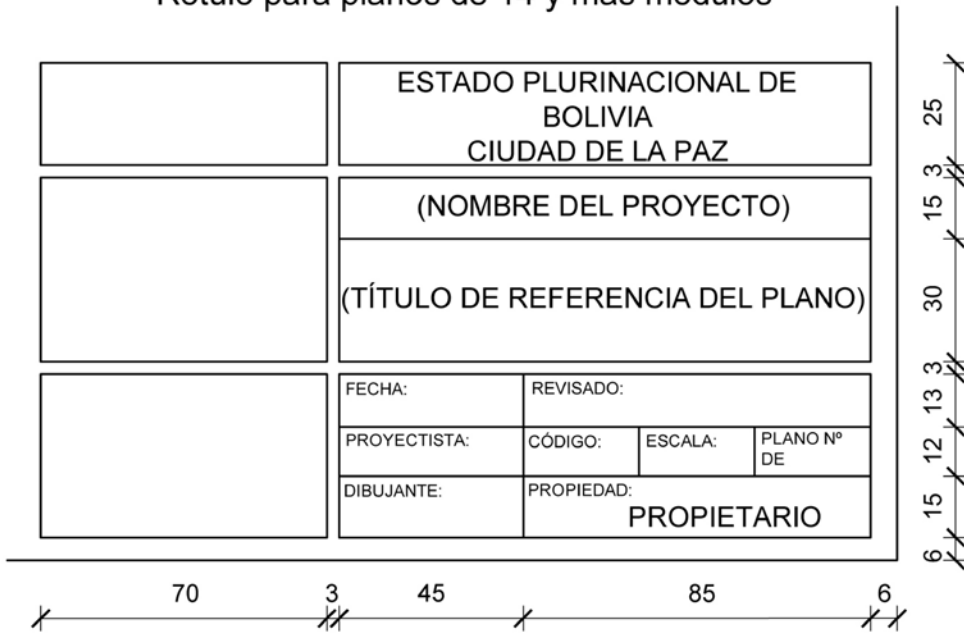 Rótulo para planos de 14 y más módulos
ESTADO PLURINACIONAL DE
BOLIVIA
CIUDAD DE LA PAZ
(NOMBRE DEL PROYECTO)
(TÍTULO DE REFERENCIA DEL PLANO)
FECHA:
REVISADO:
PROYECTISTA:
CÓDIGO:
ESCALA:
PLANO Nº
DE
DIBUJANTE:
PROPIEDAD:
PROPIETARIO
25
3
15
30
3
13
12
15
6
70
3
45
85
6